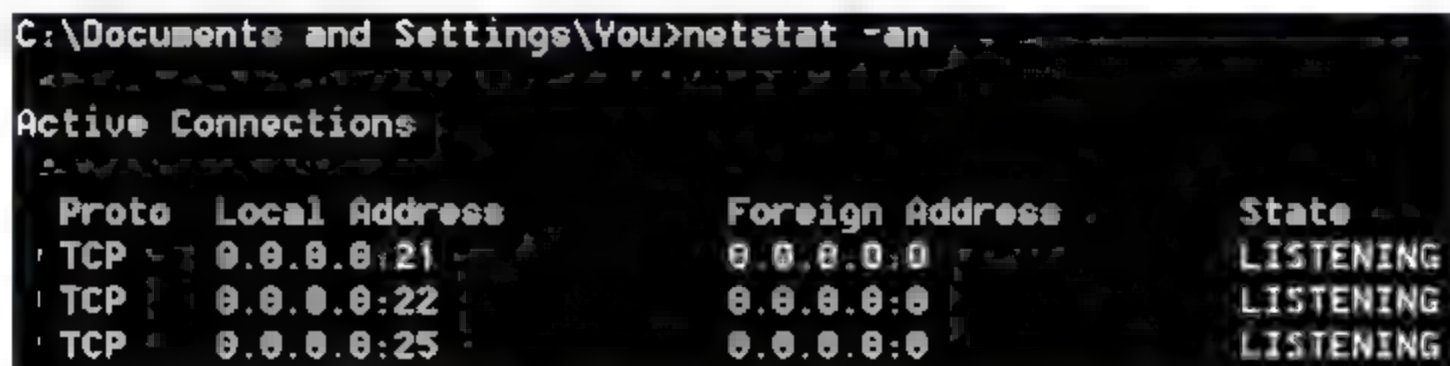 C:\Documents and Settings\You>netstat -an
Active Connections
Proto Local Address Foreign Address State
TCP 0.0.0.0:21 0.0.0.0:0 LISTENING
TCP 0.0.0.0:22 0.0.0.0:0 LISTENING
TCP 0.0.0.0:25 0.0.0.0:0 LISTENING